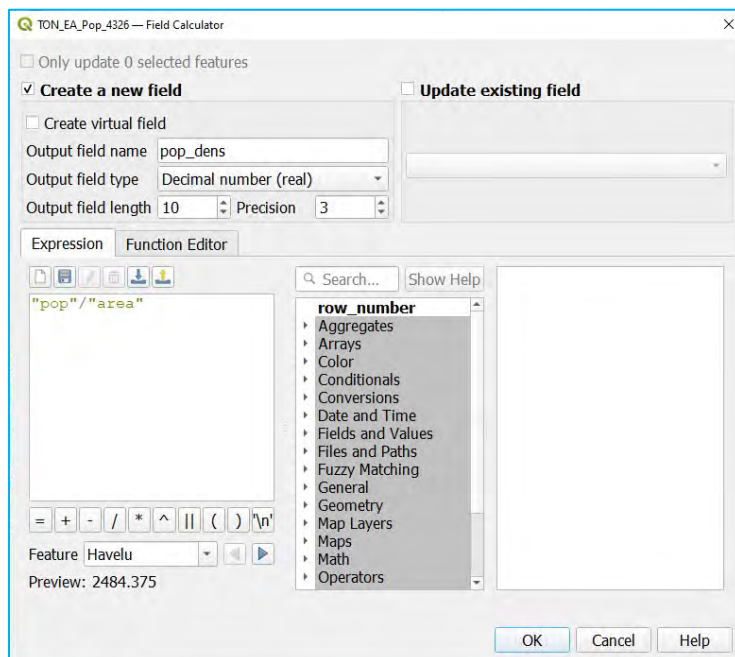 TON_EA_Pop_4326 — Field Calculator
Only update 0 selected features
Create a new field
Update existing field
Create virtual field
Output field name pop_dens
Output field type Decimal number (real)
Output field length 10 Precision 3
Expression Function Editor
Search... Show Help
"pop"/"area"
row_number
Aggregates
Arrays
Color
Conditionals
Conversions
Date and Time
Fields and Values
Files and Paths
Fuzzy Matching
General
Geometry
Map Layers
Maps
Math
Operators
= + - / * ^ || ( ) '\n'
Feature Havelu
Preview: 2484.375
OK Cancel Help